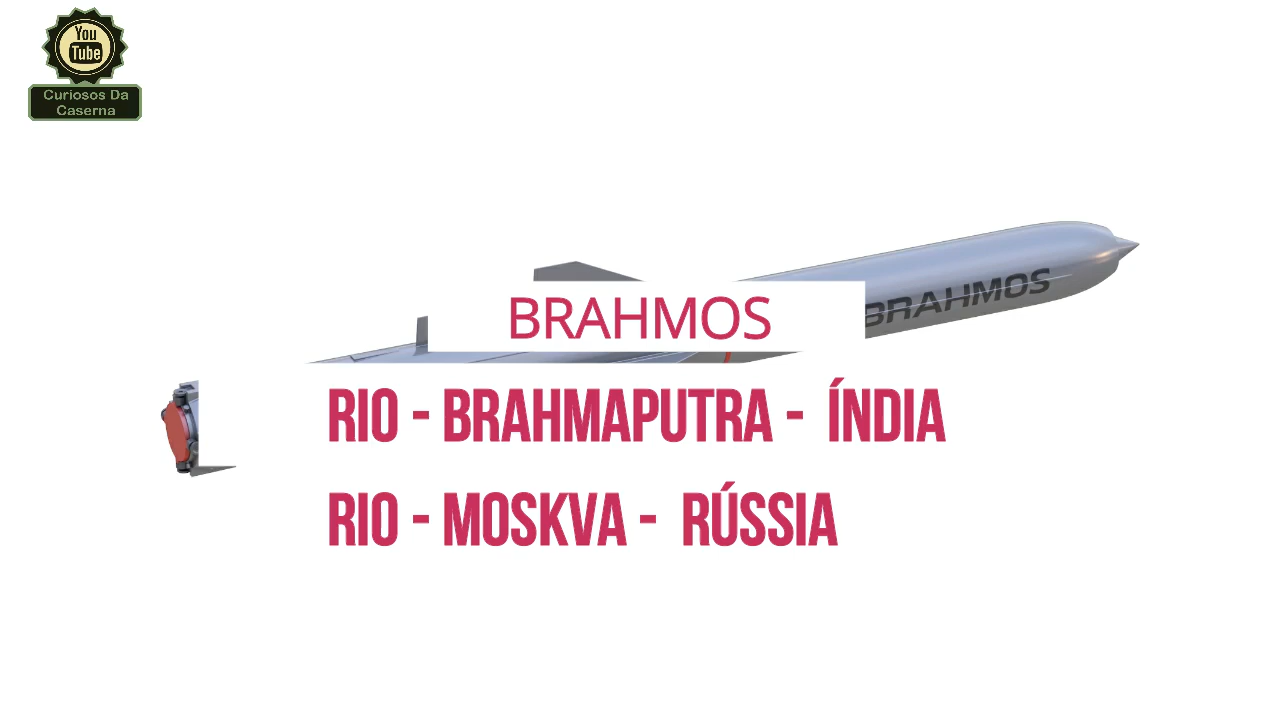 You
Tube
Curiosos Da
Caserna
BRAHMOS
BRAHMOS
RIO - BRAHMAPUTRA - ÍNDIA
RIO - MOSKVA - RÚSSIA